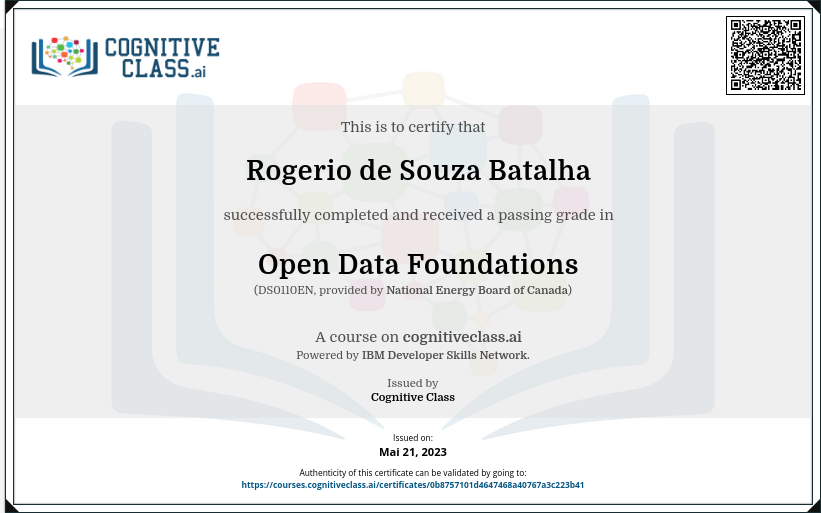 COGNITIVE
CLASS.ai
This is to certify that
Rogerio de Souza Batalha
successfully completed and received a passing grade in
Open Data Foundations
(DS0110EN, provided by National Energy Board of Canada)
A course on cognitiveclass.ai
Powered by IBM Developer Skills Network.
Issued by
Cognitive Class
Issued on:
Mai 21, 2023
Authenticity of this certificate can be validated by going to:
https://courses.cognitiveclass.ai/certificates/0b8757101d4647468a40767a3c223b41